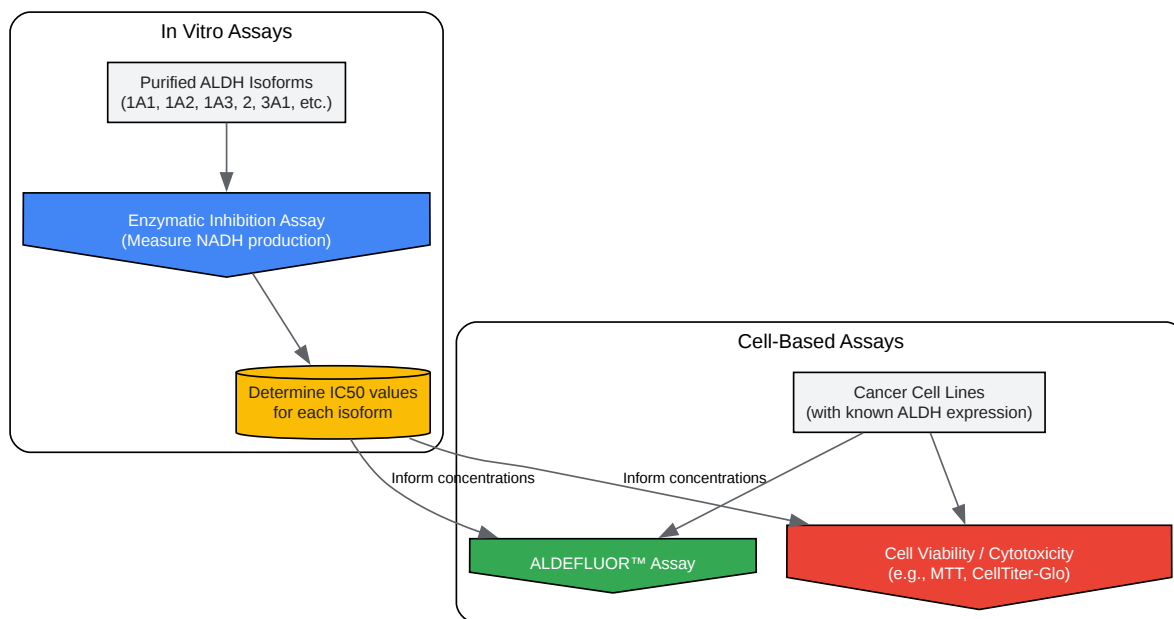 In Vitro Assays
Purified ALDH Isoforms
(1A1, 1A2, 1A3, 2, 3A1, etc.)
Enzymatic Inhibition Assay
(Measure NADH production)
Determine IC50 values
for each isoform
Cell-Based Assays
Cancer Cell Lines
(with known ALDH expression)
Inform concentrations
Inform concentrations
ALDEFLUOR™ Assay
Cell Viability / Cytotoxicity
(e.g., MTT, CellTiter-Glo)